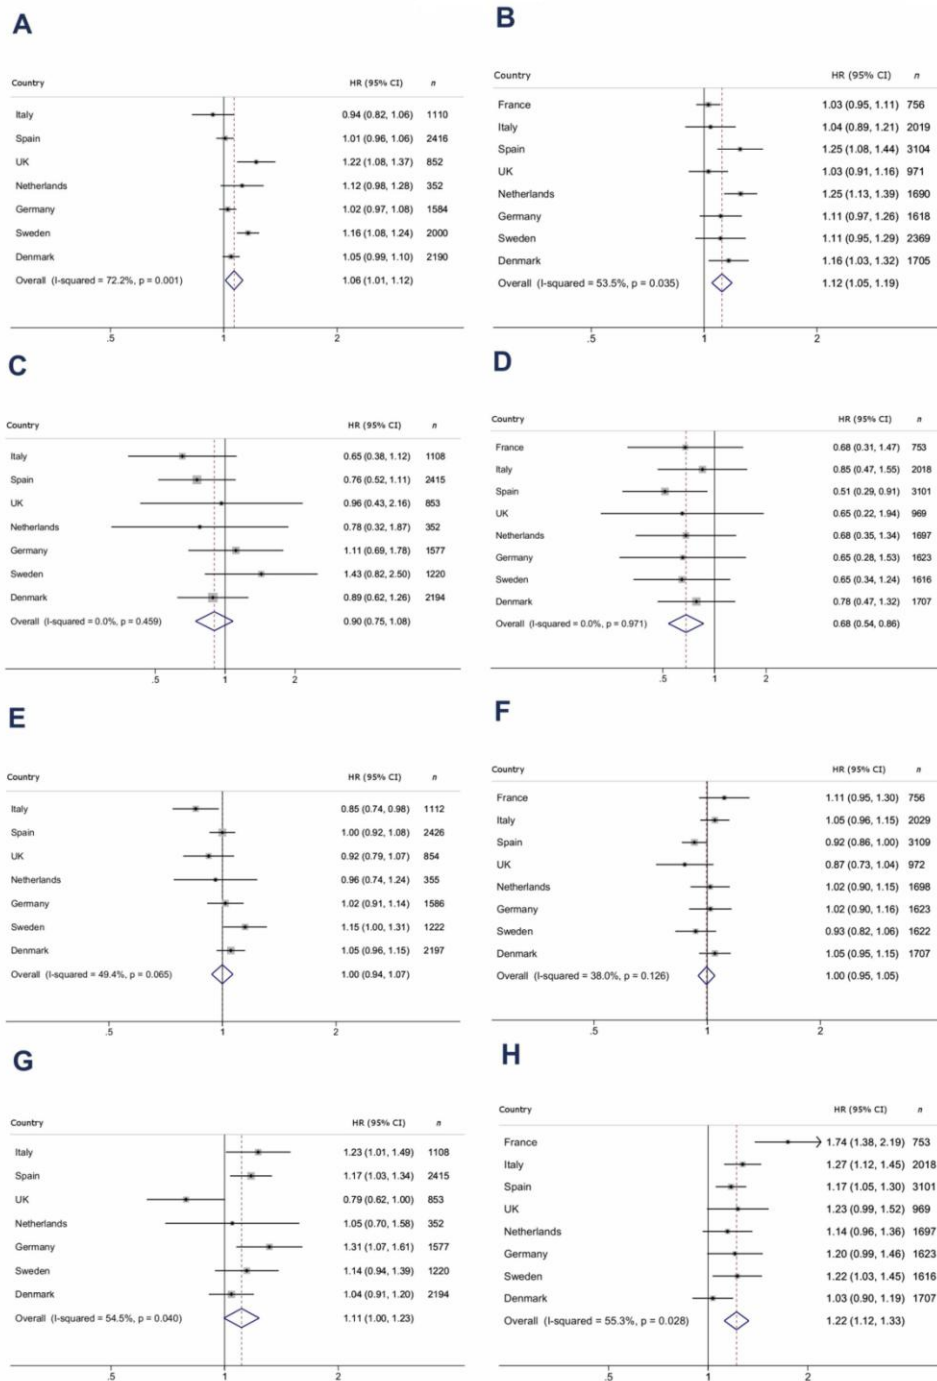 A
Country HR (95% CI) n
Italy 0.94 (0.82, 1.06) 1110
Spain 1.01 (0.96, 1.06) 2416
UK 1.22 (1.08, 1.37) 852
Netherlands 1.12 (0.98, 1.28) 352
Germany 1.02 (0.97, 1.08) 1584
Sweden 1.16 (1.08, 1.24) 2000
Denmark 1.05 (0.99, 1.10) 2190
Overall (I-squared = 72.2%, p = 0.001) 1.06 (1.01, 1.12)
.5 1 2
B
Country HR (95% CI) n
France 1.03 (0.95, 1.11) 756
Italy 1.04 (0.89, 1.21) 2019
Spain 1.25 (1.08, 1.44) 3104
UK 1.03 (0.91, 1.16) 971
Netherlands 1.25 (1.13, 1.39) 1690
Germany 1.11 (0.97, 1.26) 1618
Sweden 1.11 (0.95, 1.29) 2369
Denmark 1.16 (1.03, 1.32) 1705
Overall (I-squared = 53.5%, p = 0.035) 1.12 (1.05, 1.19)
.5 1 2
C
Country HR (95% CI) n
Italy 0.65 (0.38, 1.12) 1108
Spain 0.76 (0.52, 1.11) 2415
UK 0.96 (0.43, 2.16) 853
Netherlands 0.78 (0.32, 1.87) 352
Germany 1.11 (0.69, 1.78) 1577
Sweden 1.43 (0.82, 2.50) 1220
Denmark 0.89 (0.62, 1.26) 2194
Overall (I-squared = 0.0%, p = 0.459) 0.90 (0.75, 1.08)
.5 1 2
D
Country HR (95% CI) n
France 0.68 (0.31, 1.47) 753
Italy 0.85 (0.47, 1.55) 2018
Spain 0.51 (0.29, 0.91) 3101
UK 0.65 (0.22, 1.94) 969
Netherlands 0.68 (0.35, 1.34) 1697
Germany 0.65 (0.28, 1.53) 1623
Sweden 0.65 (0.34, 1.24) 1616
Denmark 0.78 (0.47, 1.32) 1707
Overall (I-squared = 0.0%, p = 0.971) 0.68 (0.54, 0.86)
.5 1 2
E
Country HR (95% CI) n
Italy 0.85 (0.74, 0.98) 1112
Spain 1.00 (0.92, 1.08) 2426
UK 0.92 (0.79, 1.07) 854
Netherlands 0.96 (0.74, 1.24) 355
Germany 1.02 (0.91, 1.14) 1586
Sweden 1.15 (1.00, 1.31) 1222
Denmark 1.05 (0.96, 1.15) 2197
Overall (I-squared = 49.4%, p = 0.065) 1.00 (0.94, 1.07)
.5 1 2
F
Country HR (95% CI) n
France 1.11 (0.95, 1.30) 756
Italy 1.05 (0.96, 1.15) 2029
Spain 0.92 (0.86, 1.00) 3109
UK 0.87 (0.73, 1.04) 972
Netherlands 1.02 (0.90, 1.15) 1698
Germany 1.02 (0.90, 1.16) 1623
Sweden 0.93 (0.82, 1.06) 1622
Denmark 1.05 (0.95, 1.15) 1707
Overall (I-squared = 38.0%, p = 0.126) 1.00 (0.95, 1.05)
.5 1 2
G
Country HR (95% CI) n
Italy 1.23 (1.01, 1.49) 1108
Spain 1.17 (1.03, 1.34) 2415
UK 0.79 (0.62, 1.00) 853
Netherlands 1.05 (0.70, 1.58) 352
Germany 1.31 (1.07, 1.61) 1577
Sweden 1.14 (0.94, 1.39) 1220
Denmark 1.04 (0.91, 1.20) 2194
Overall (I-squared = 54.5%, p = 0.040) 1.11 (1.00, 1.23)
.5 1 2
H
Country HR (95% CI) n
France 1.74 (1.38, 2.19) 753
Italy 1.27 (1.12, 1.45) 2018
Spain 1.17 (1.05, 1.30) 3101
UK 1.23 (0.99, 1.52) 969
Netherlands 1.14 (0.96, 1.36) 1697
Germany 1.20 (0.99, 1.46) 1623
Sweden 1.22 (1.03, 1.45) 1616
Denmark 1.03 (0.90, 1.19) 1707
Overall (I-squared = 55.3%, p = 0.028) 1.22 (1.12, 1.33)
.5 1 2